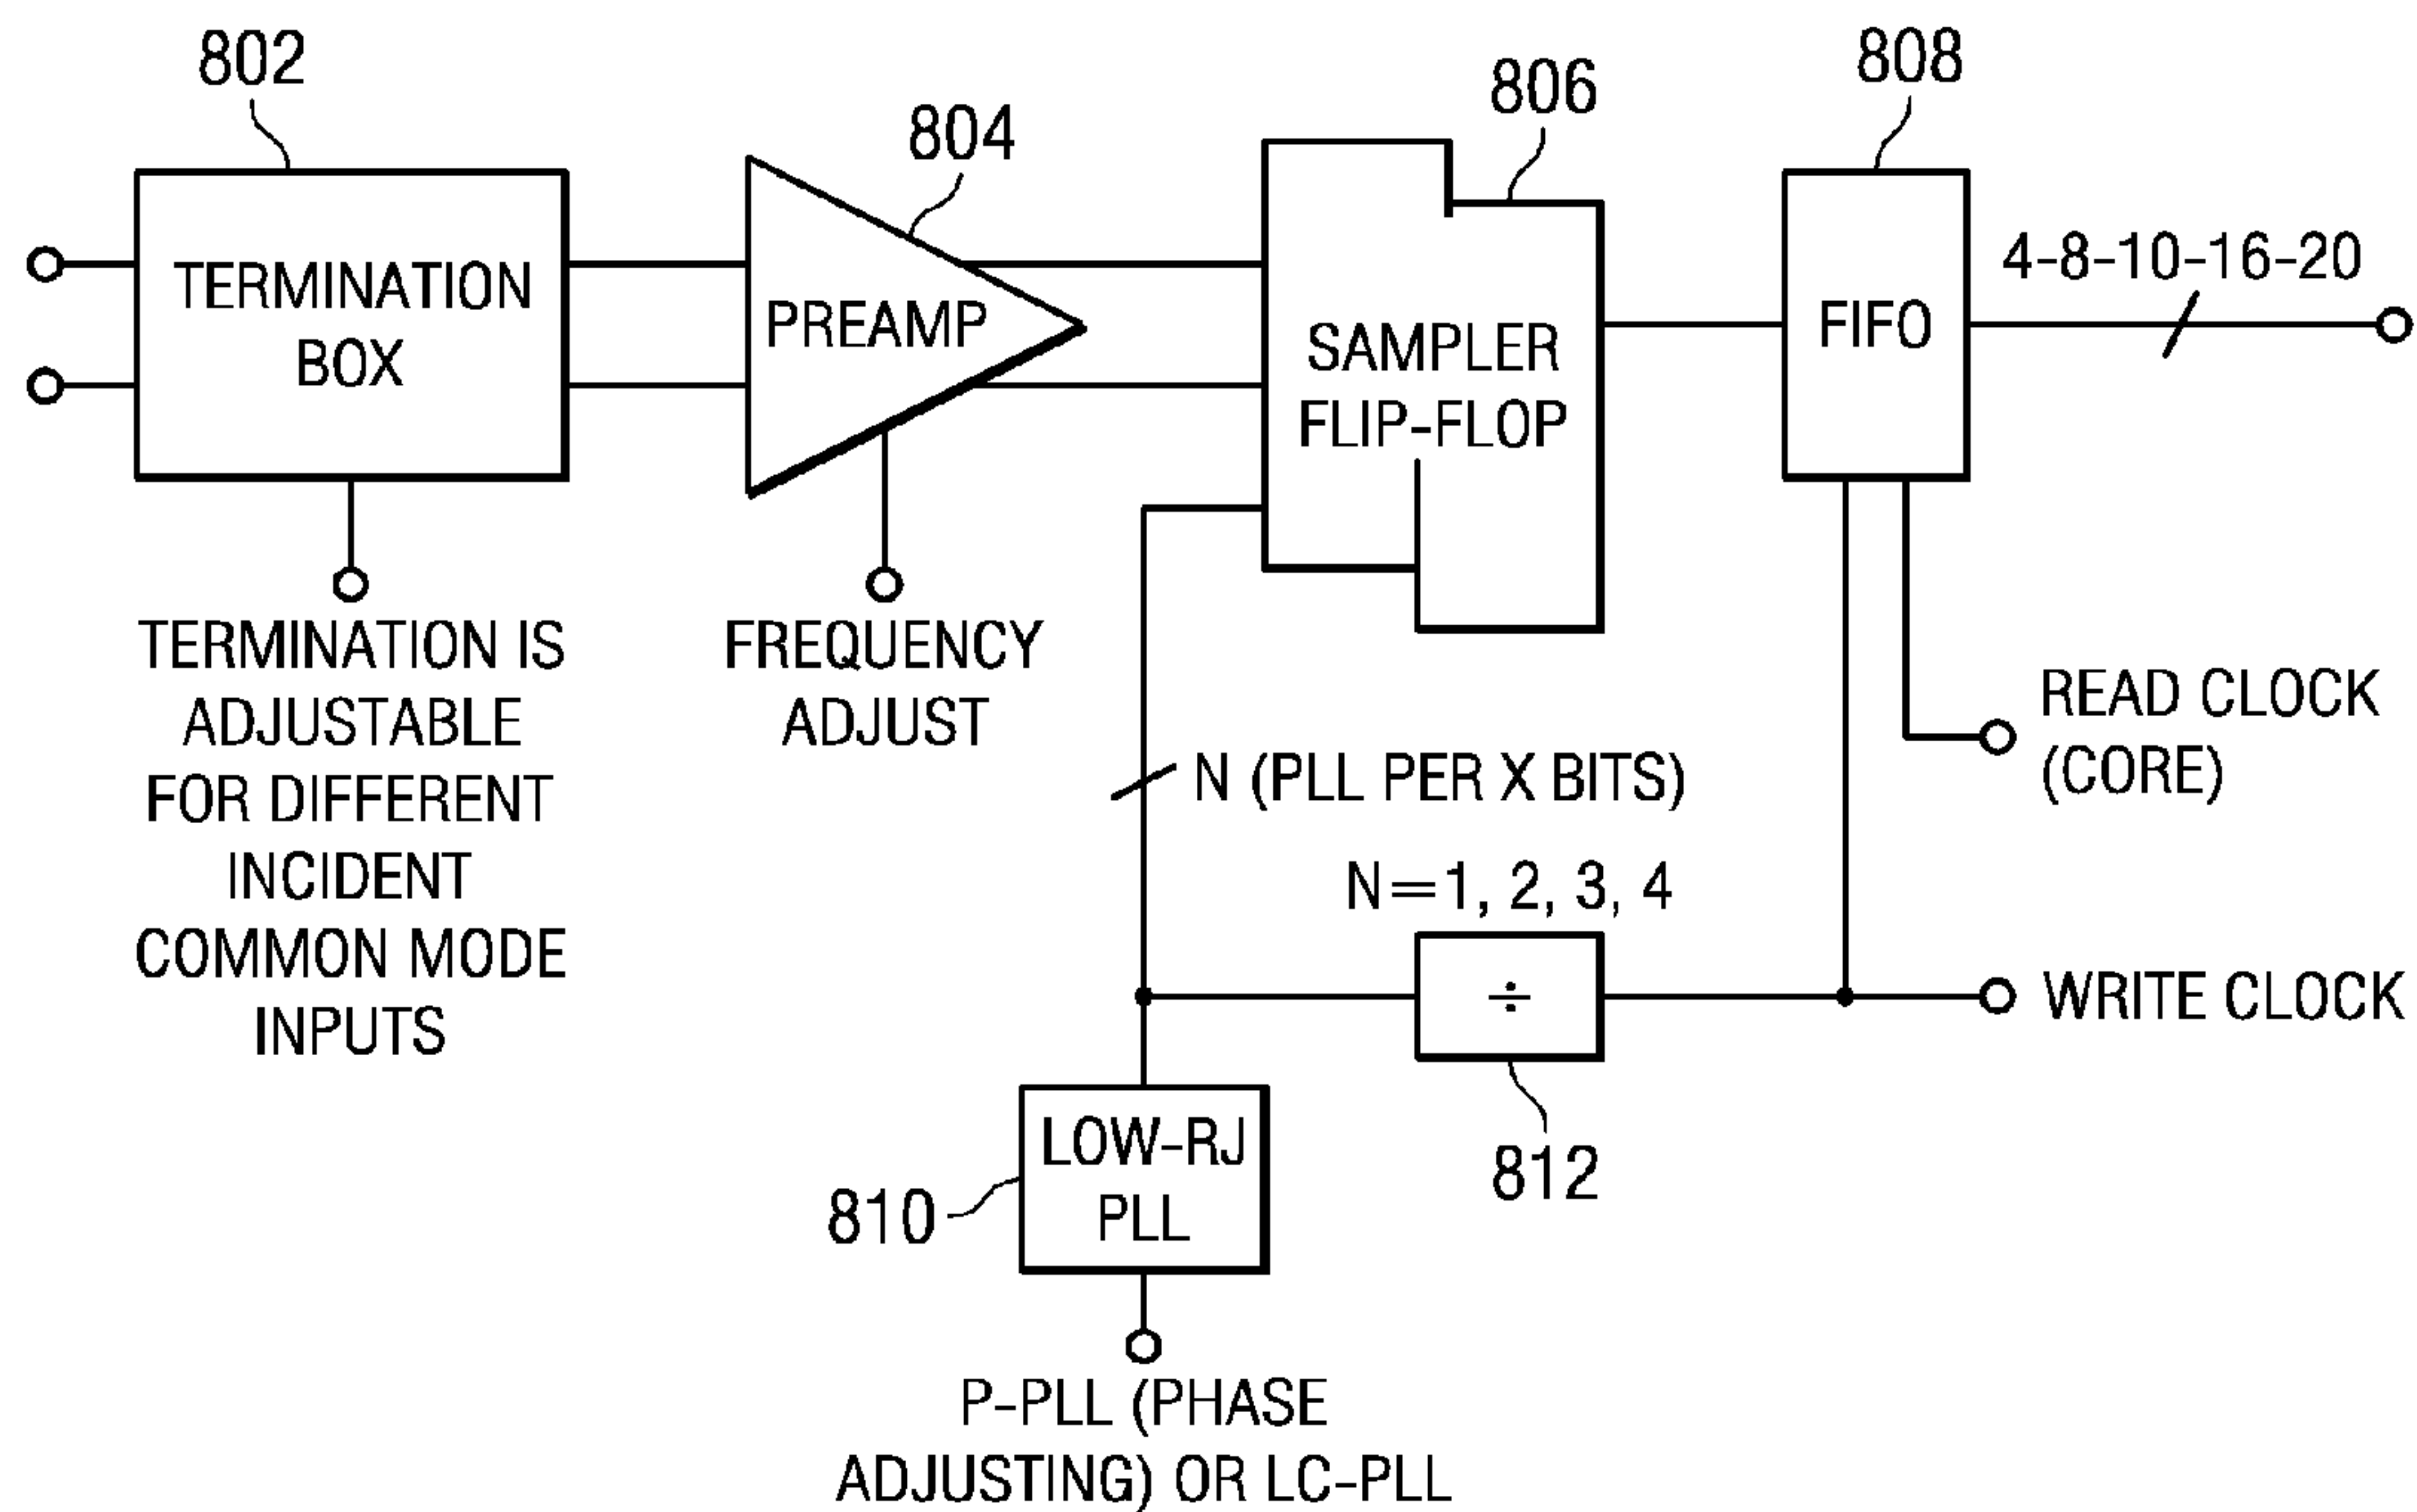 802
804
806
808
TERMINATION
BOX
PREAMP
SAMPLER
FLIP-FLOP
FIFO
4-8-10-16-20
TERMINATION IS
ADJUSTABLE
FOR DIFFERENT
INCIDENT
COMMON MODE
INPUTS
FREQUENCY
ADJUST
READ CLOCK
(CORE)
N (PLL PER X BITS)
N=1, 2, 3, 4
÷
WRITE CLOCK
LOW-RJ
PLL
810
812
P-PLL (PHASE
ADJUSTING) OR LC-PLL